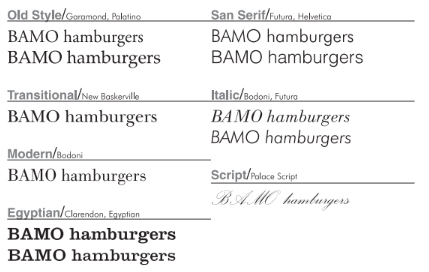 Old Style/Garamond, Palatino
BAMO hamburgers
BAMO hamburgers
Transitional/New Baskerville
BAMO hamburgers
Modern/Bodoni
BAMO hamburgers
Egyptian/Clarendon, Egyptian
BAMO hamburgers
BAMO hamburgers
San Serif/Futura, Helvetica
BAMO hamburgers
BAMO hamburgers
Italic/Bodoni, Futura
BAMO hamburgers
BAMO hamburgers
Script/Palace Script
BAMO hamburgers